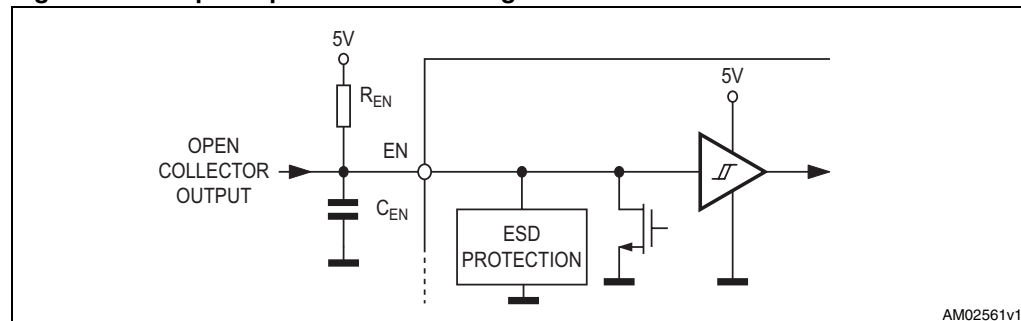 5V
R_EN
OPEN
COLLECTOR
OUTPUT
EN
C_EN
ESD
PROTECTION
5V
AM02561v1